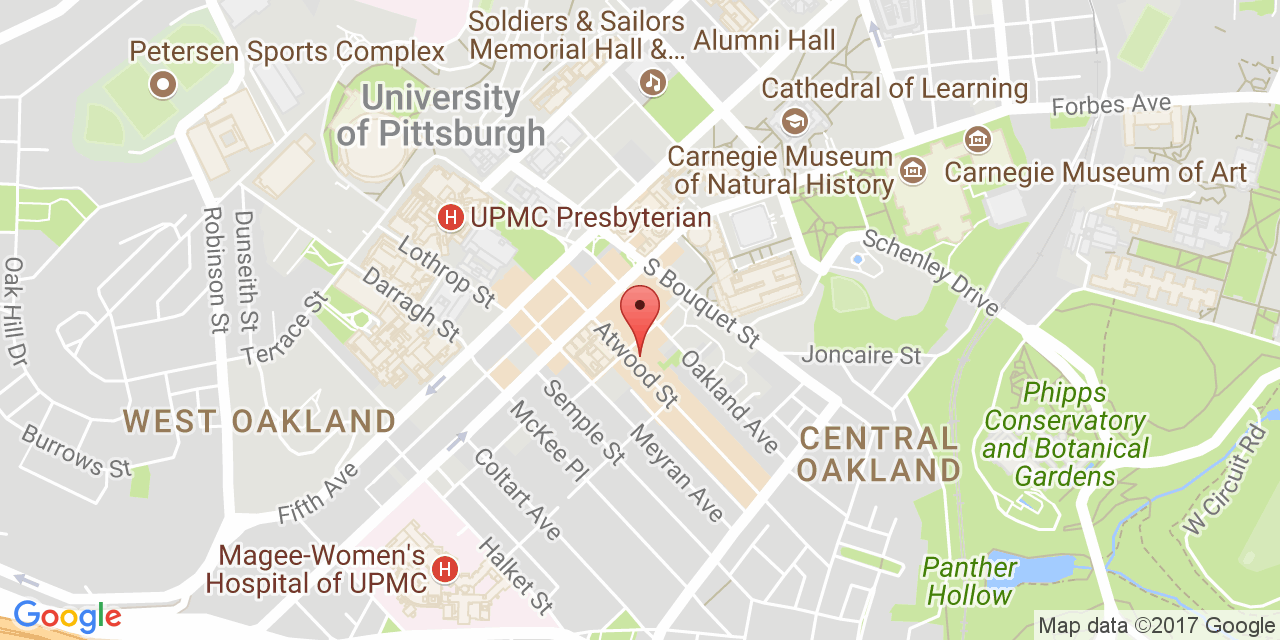 Soldiers & Sailors
Memorial Hall &...
Alumni Hall
Petersen Sports Complex
Cathedral of Learning
University
of Pittsburgh
Forbes Ave
Carnegie Museum
of Natural History
Carnegie Museum of Art
UPMC Presbyterian
Robinson St
Dunseith St
Lothrop St
Darragh St
Terrace St
Oak Hill Dr
S Bouquet St
Schenley Drive
Atwood St
Oakland Ave
Joncaire St
WEST OAKLAND
Semple St
McKee Pl
Meyran Ave
CENTRAL
OAKLAND
Phipps
Conservatory
and Botanical
Gardens
Burrows St
Fifth Ave
Coltart Ave
Halket St
W Circuit Rd
Magee-Women's
Hospital of UPMC
Panther
Hollow
H
H
Google
Map data ©2017 Google